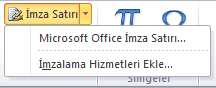 İmza Satırı
Microsoft Office İmza Satırı...
İmzalama Hizmetleri Ekle...
Simgeler